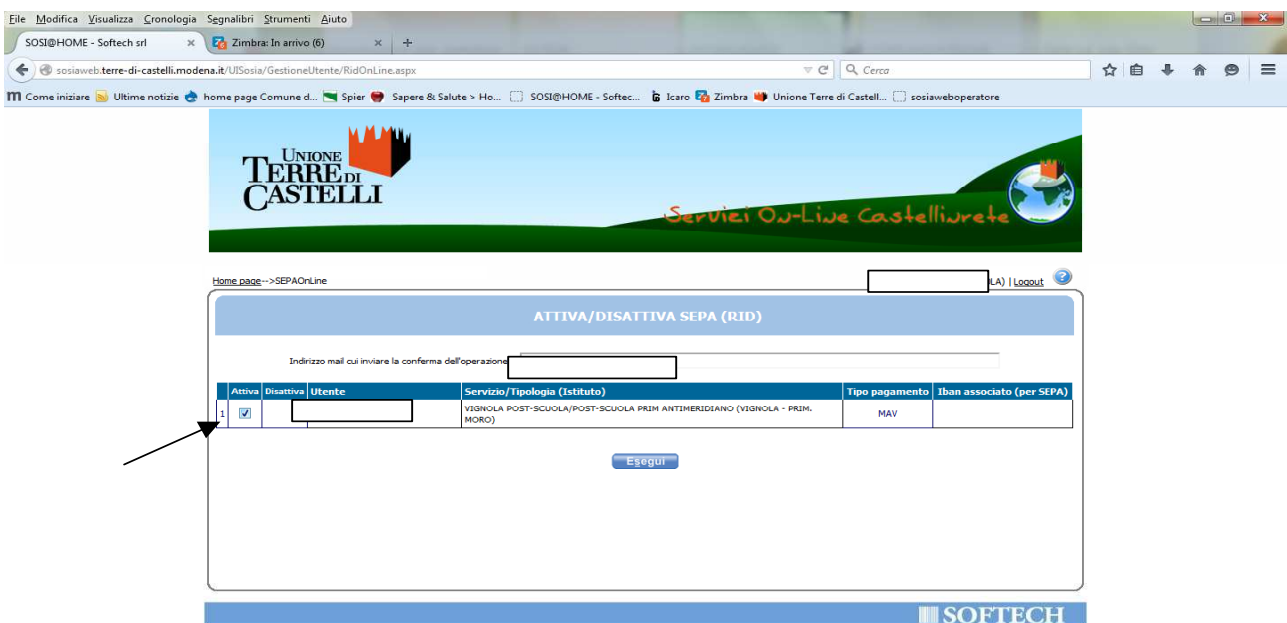 File Modifica Visualizza Cronologia Segnalibri Strumenti Aiuto
SOSI@HOME - Softech srl × Zimbra: In arrivo (6) × +
sosiaweb.terre-di-castelli.modena.it/UISosia/GestioneUtente/RidOnLine.aspx Cerca
Come iniziare Ultime notizie home page Comune d... Spier Sapere & Salute > Ho... SOSI@HOME - Softec... Icaro Zimbra Unione Terre di Castell... sosiaweboperatore
UNIONE
TERRE DI
CASTELLI
Servizi On-Line Castellinrete
Home page-->SEPAOnLine LA) | Logout
ATTIVA/DISATTIVA SEPA (RID)
Indirizzo mail cui inviare la conferma dell'operazione
Attiva Disattiva Utente Servizio/Tipologia (Istituto) Tipo pagamento Iban associato (per SEPA)
1 VIGNOLA POST-SCUOLA/POST-SCUOLA PRIM ANTIMERIDIANO (VIGNOLA - PRIM. MAV
MORO)
Esegui
SOFTECH